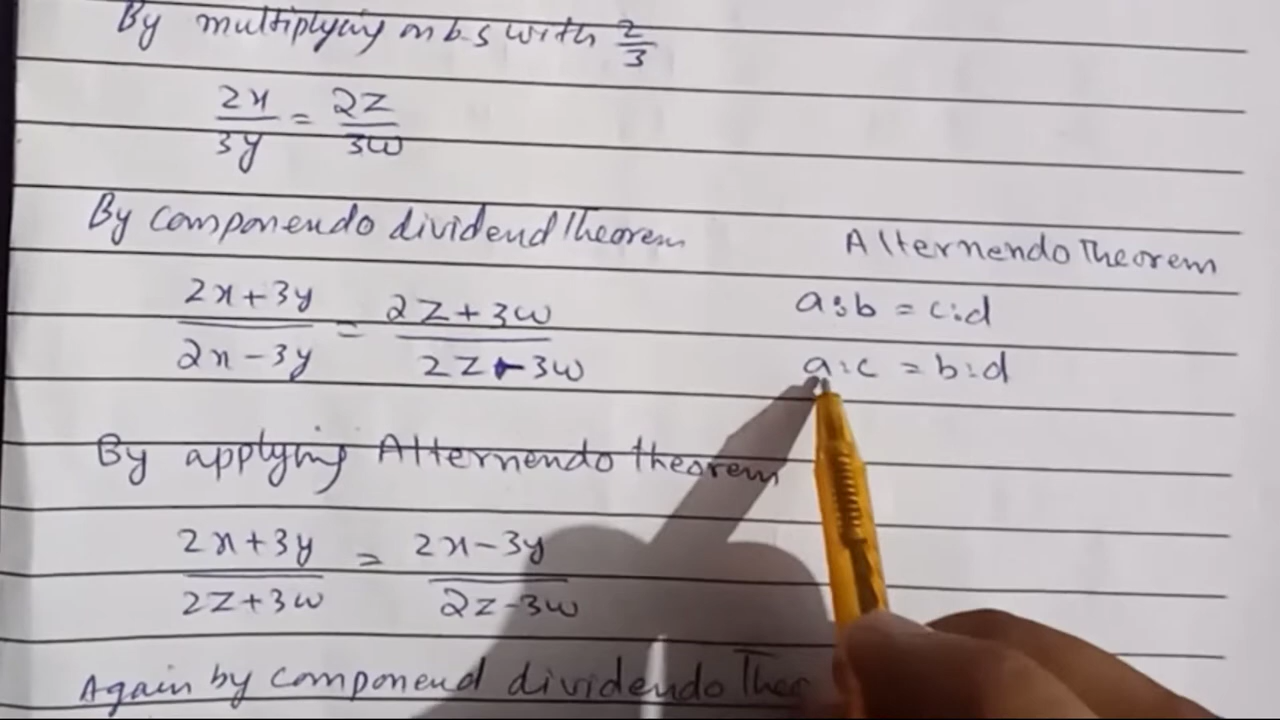 By multiplying on b.s with 2/3
2x/3y = 2z/3w
By componendo dividend Theorem
(2x+3y)/(2x-3y) = (2z+3w)/(2z-3w)
Alternendo Theorem
a:b = c:d
a:c = b:d
By applying Alternendo theorem
(2x+3y)/(2z+3w) = (2x-3y)/(2z-3w)
Again by componend dividendo